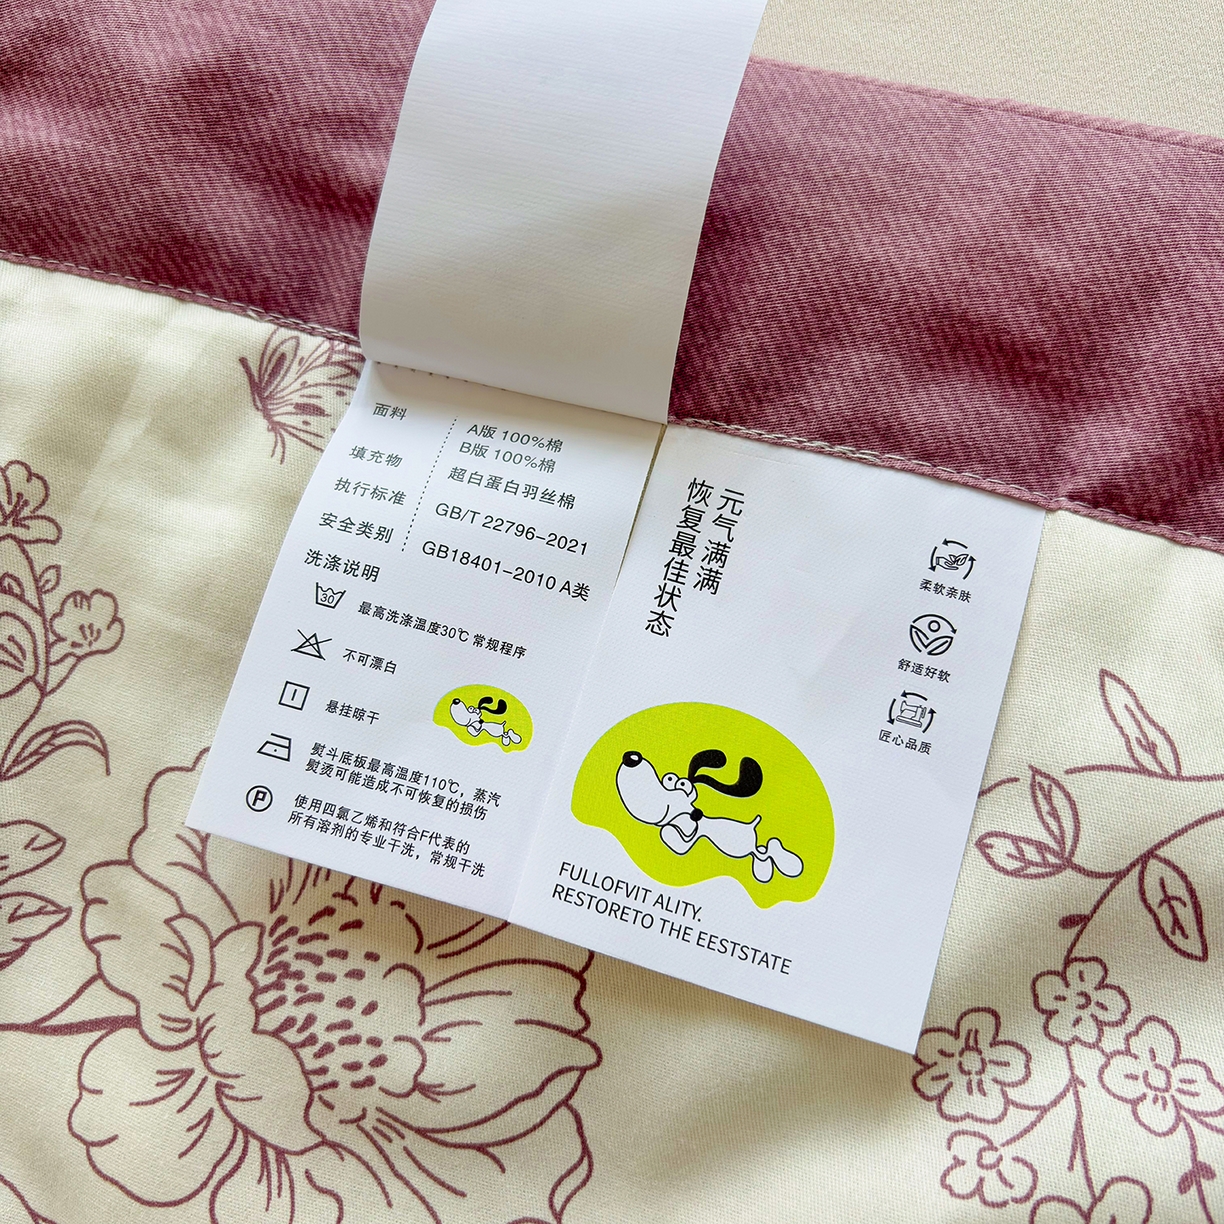 面料
A版 100%棉
B版 100%棉
填充物
超白蛋白羽丝棉
执行标准
GB/T 22796-2021
安全类别
GB18401-2010 A类
洗涤说明
30
最高洗涤温度30℃ 常规程序
不可漂白
悬挂晾干
熨斗底板最高温度110℃,蒸汽
熨烫可能造成不可恢复的损伤
P
使用四氯乙烯和符合F代表的
所有溶剂的专业干洗,常规干洗
元气满满
恢复最佳状态
柔软亲肤
舒适好软
匠心品质
FULLOFVIT ALITY.
RESTORETO THE EESTSTATE